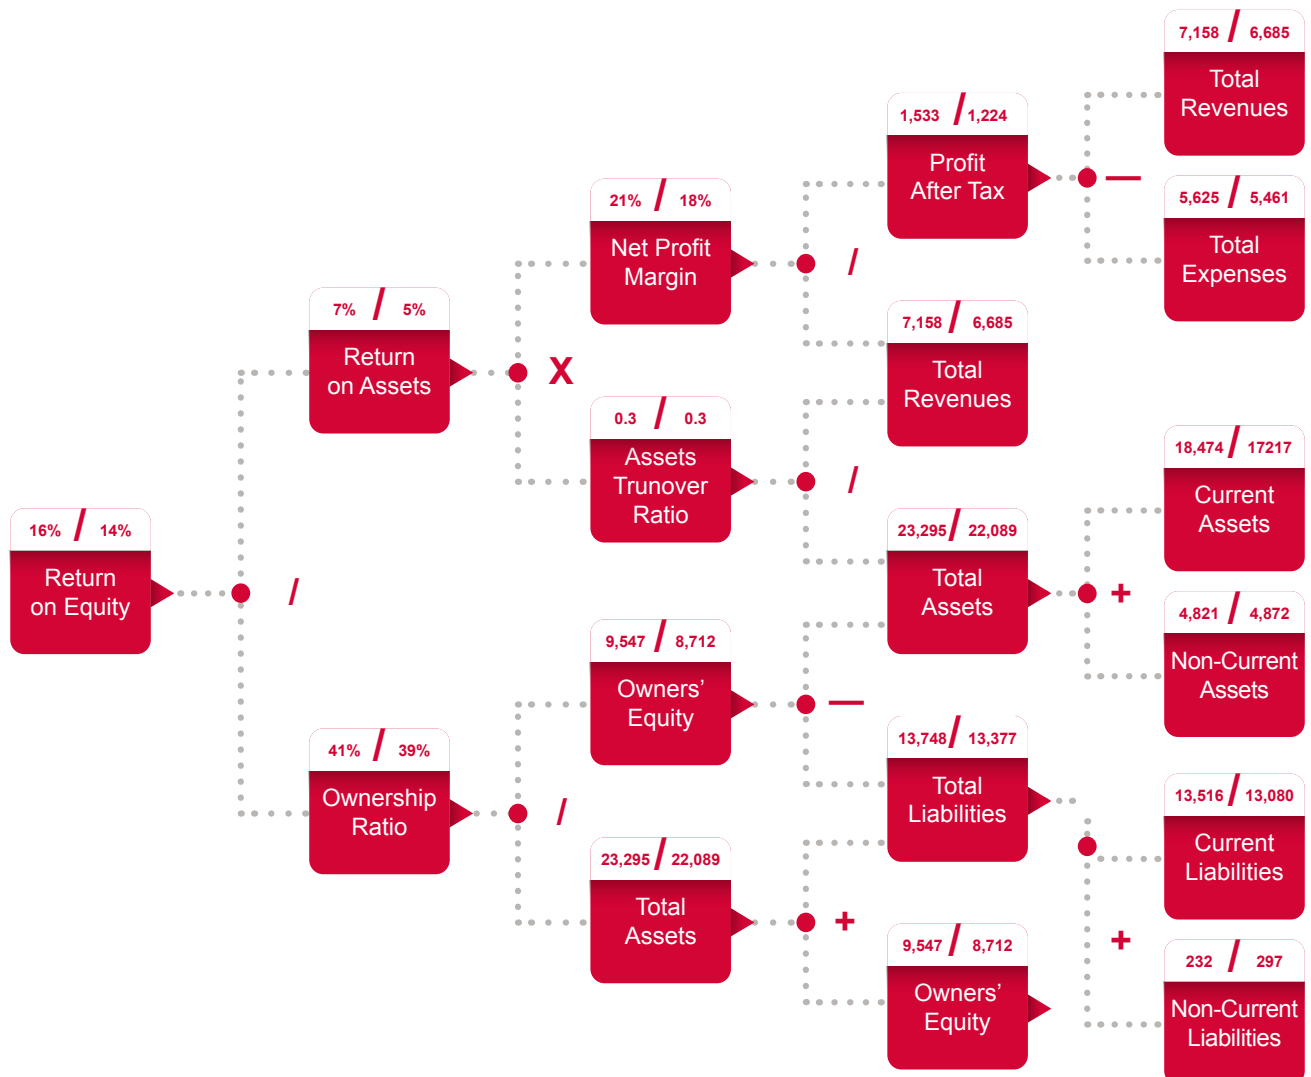 7,158 / 6,685
Total
Revenues
1,533 / 1,224
Profit
After Tax
—
5,625 / 5,461
Total
Expenses
21% / 18%
Net Profit
Margin
/
7% / 5%
Return
on Assets
X
7,158 / 6,685
Total
Revenues
0.3 / 0.3
Assets
Trunover
Ratio
/
18,474 / 17217
Current
Assets
16% / 14%
Return
on Equity
/
23,295 / 22,089
Total
Assets
+
4,821 / 4,872
Non-Current
Assets
9,547 / 8,712
Owners’
Equity
—
41% / 39%
Ownership
Ratio
/
13,748 / 13,377
Total
Liabilities
13,516 / 13,080
Current
Liabilities
23,295 / 22,089
Total
Assets
+
+
9,547 / 8,712
Owners’
Equity
232 / 297
Non-Current
Liabilities